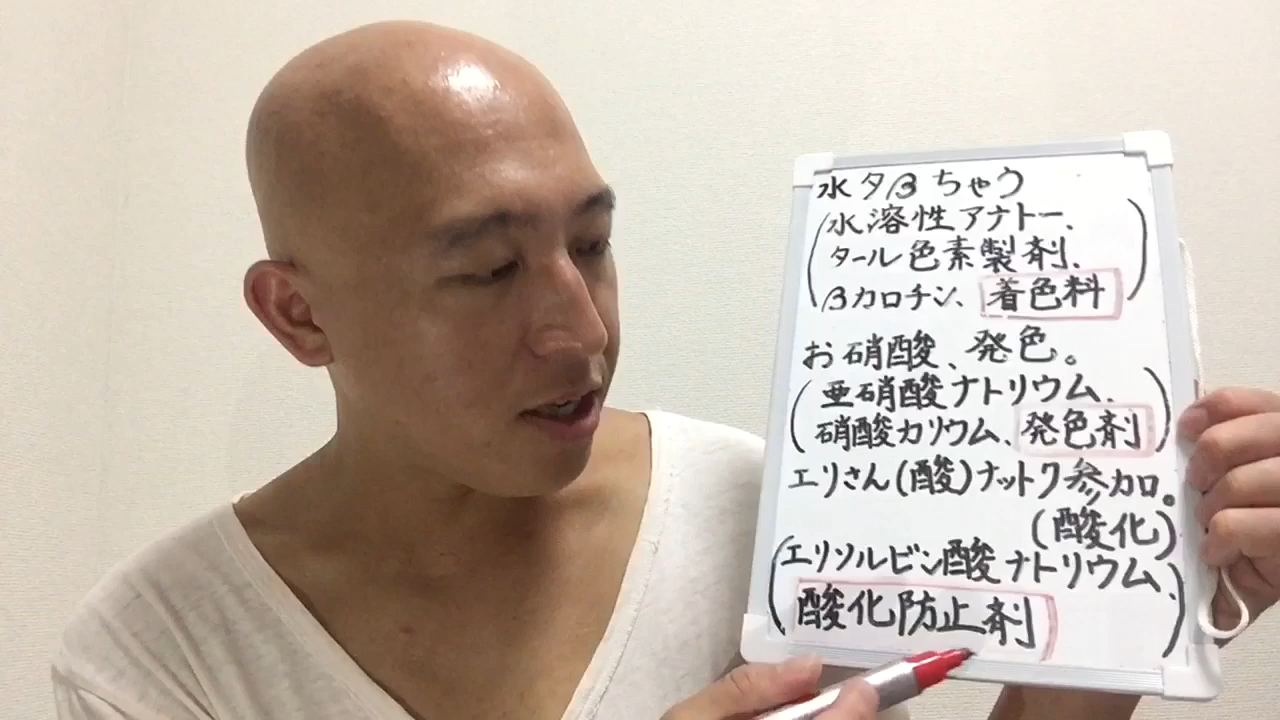 水タβちゃう
(水溶性アナトー、
タール色素製剤、
βカロチン、着色料)
お硝酸、発色。
(亜硝酸ナトリウム、
硝酸カリウム、発色剤)
エリさん(酸)ナットク参加。
(酸化)
(エリソルビン酸ナトリウム、
酸化防止剤)